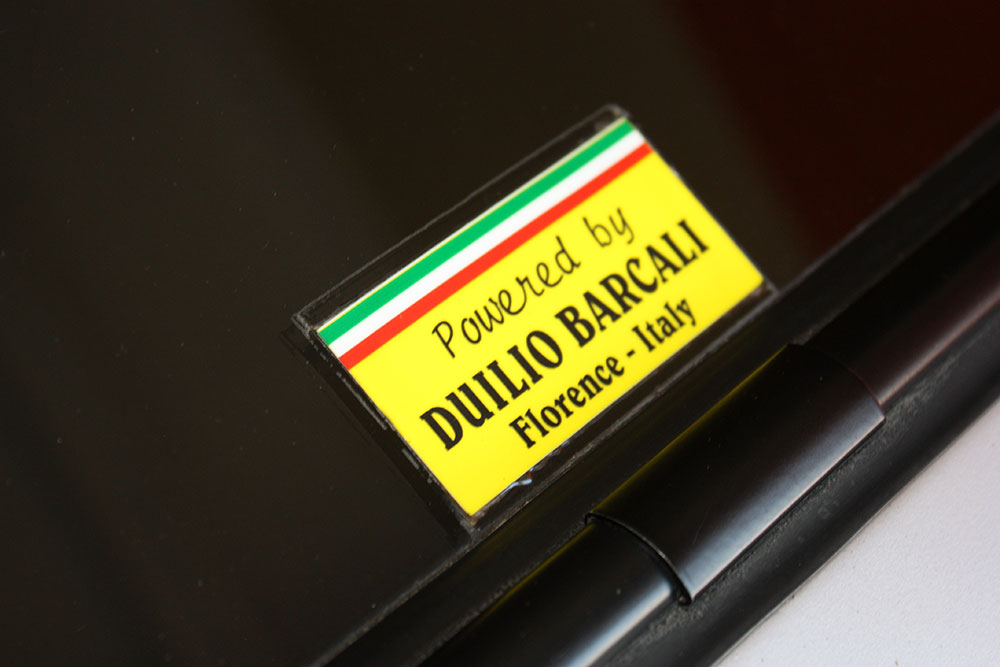 Powered by
DUILIO BARCALI
Florence - Italy